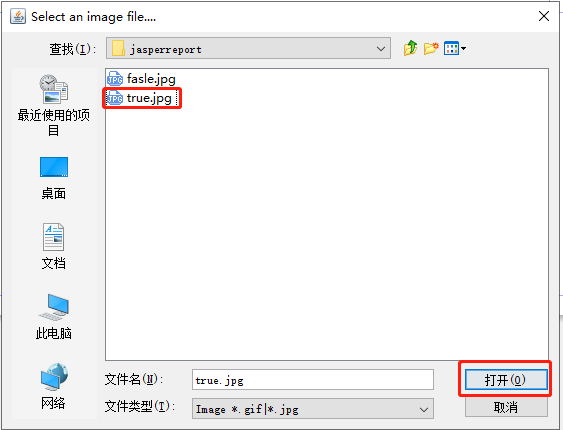 Select an image file....
查找(I):
jasperreport
fasle.jpg
true.jpg
最近使用的项
目
桌面
文档
此电脑
网络
文件名(N):
true.jpg
打开(O)
文件类型(T):
Image *.gif|*.jpg
取消